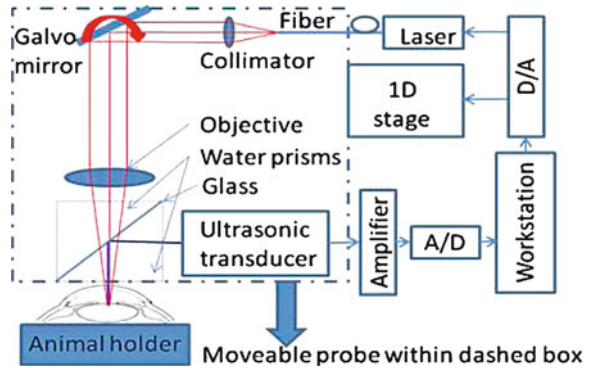 Galvo
mirror
Fiber
Collimator
Laser
1D
stage
D/A
Objective
Water prisms
Glass
Ultrasonic
transducer
Amplifier
A/D
Workstation
Animal holder
Moveable probe within dashed box